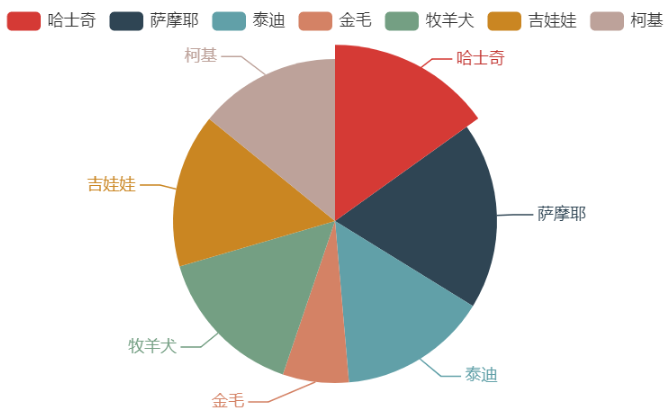 哈士奇 萨摩耶 泰迪 金毛 牧羊犬 吉娃娃 柯基
柯基
哈士奇
吉娃娃
萨摩耶
牧羊犬
泰迪
金毛